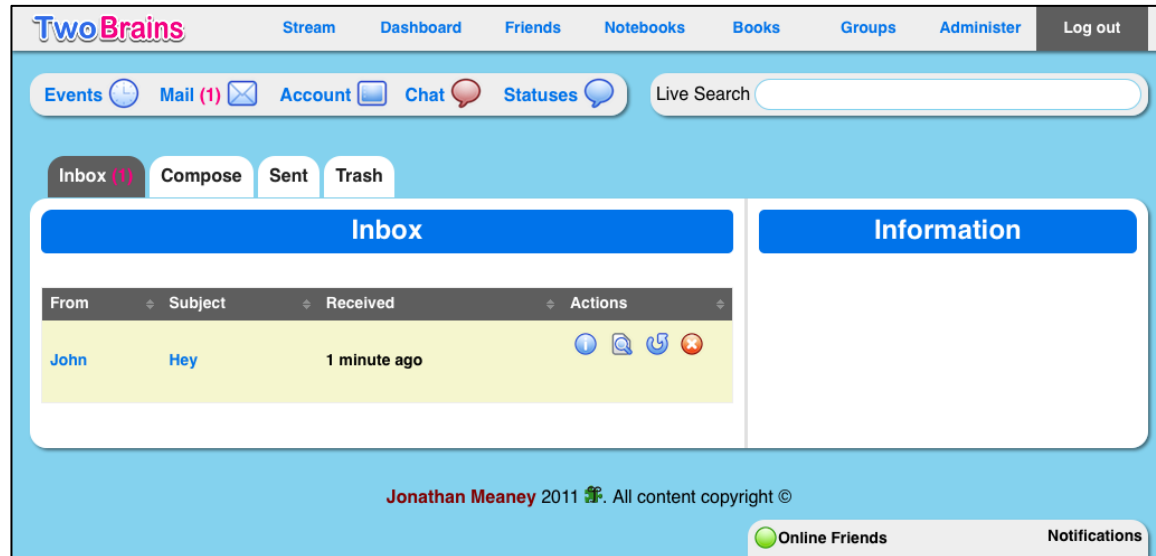 TwoBrains Stream Dashboard Friends Notebooks Books Groups Administer Log out
Events Mail (1) Account Chat Statuses Live Search
Inbox (1) Compose Sent Trash
Inbox Information
From Subject Received Actions
John Hey 1 minute ago
Jonathan Meaney 2011 . All content copyright ©
Online Friends Notifications